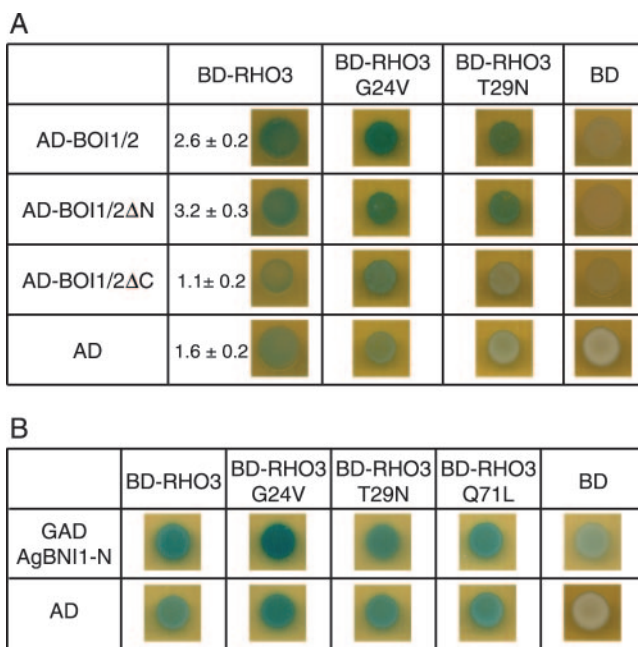 A
BD-RHO3
BD-RHO3 G24V
BD-RHO3 T29N
BD
AD-BOI1/2
2.6 ± 0.2
AD-BOI1/2ΔN
3.2 ± 0.3
AD-BOI1/2ΔC
1.1± 0.2
AD
1.6 ± 0.2
B
BD-RHO3
BD-RHO3 G24V
BD-RHO3 T29N
BD-RHO3 Q71L
BD
GAD
AgBNI1-N
AD